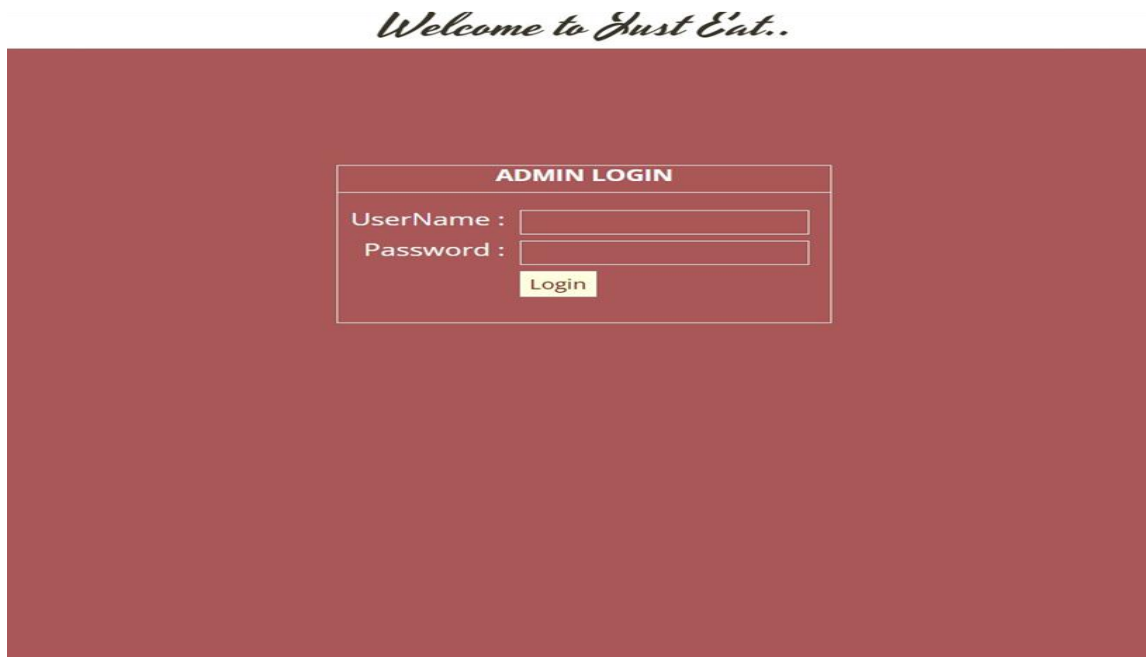 Welcome to Just Eat..
ADMIN LOGIN
UserName :
Password :
Login